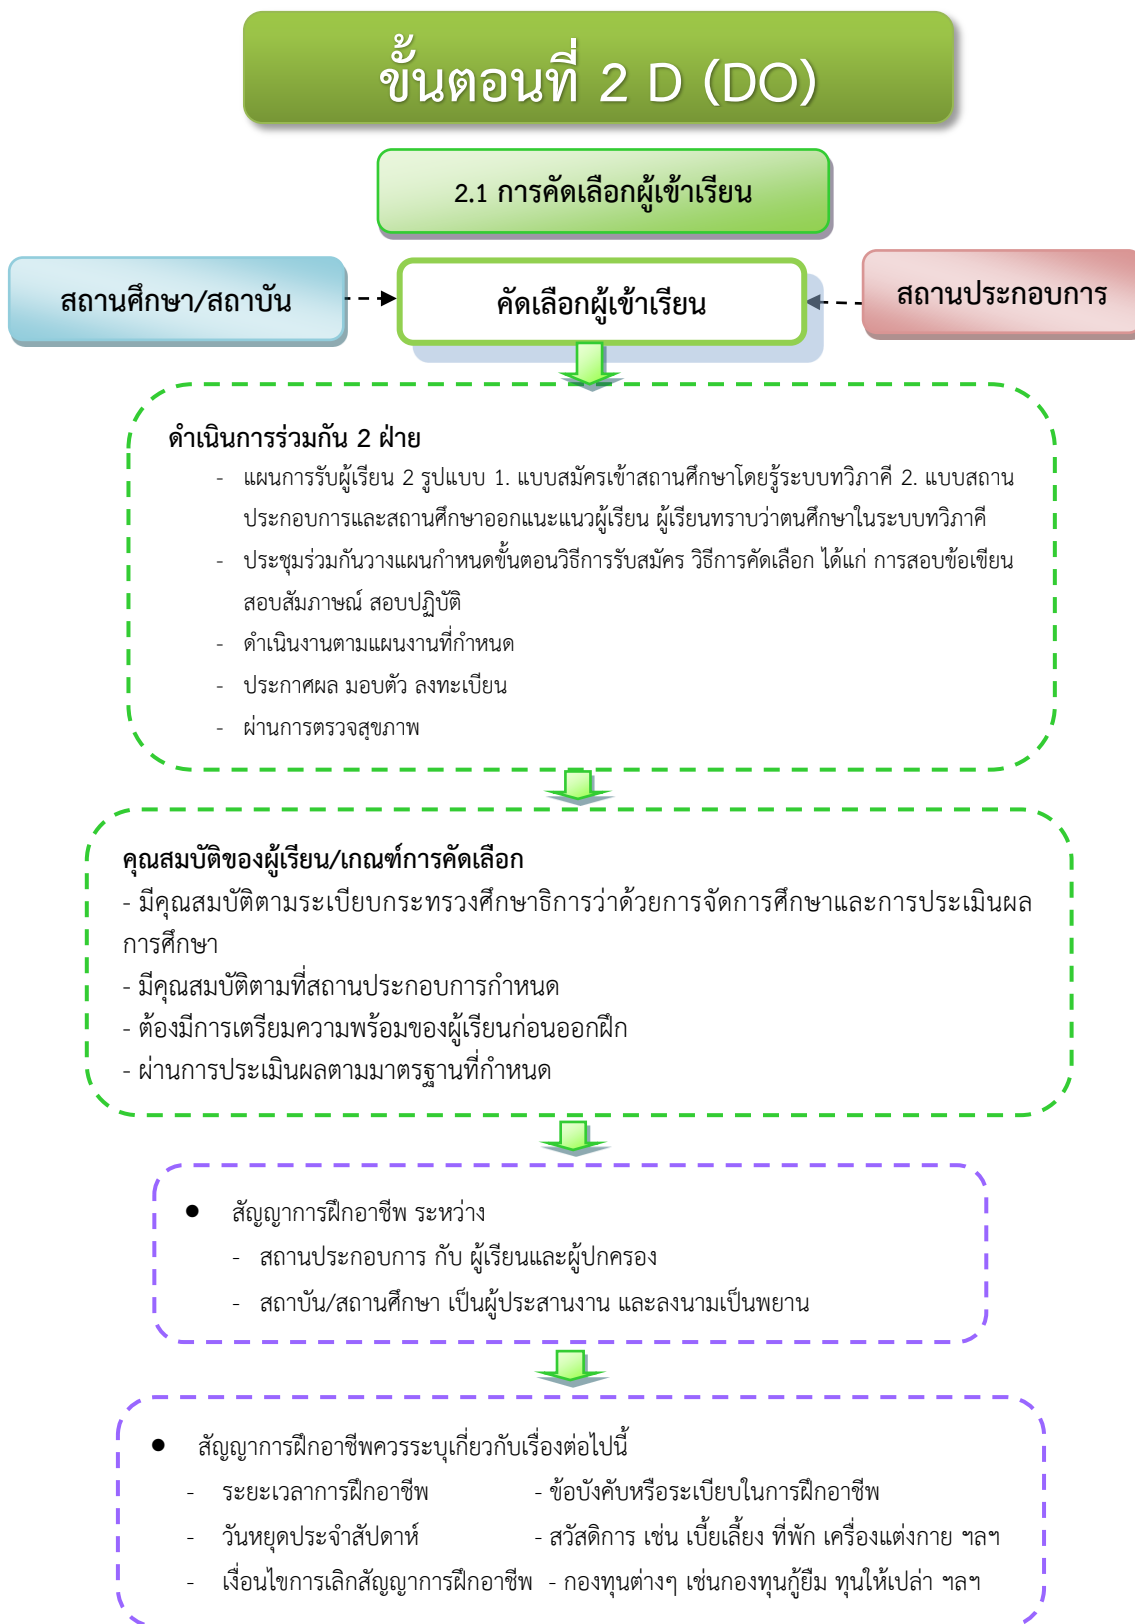 ขั้นตอนที่ 2 D (DO)
2.1 การคัดเลือกผู้เข้าเรียน
สถานศึกษา/สถาบัน
คัดเลือกผู้เข้าเรียน
สถานประกอบการ
ดำเนินการร่วมกัน 2 ฝ่าย
- แผนการรับผู้เรียน 2 รูปแบบ 1. แบบสมัครเข้าสถานศึกษาโดยรู้ระบบทวิภาคี 2. แบบสถาน
ประกอบการและสถานศึกษาออกแนะแนวผู้เรียน ผู้เรียนทราบว่าตนศึกษาในระบบทวิภาคี
- ประชุมร่วมกันวางแผนกำหนดขั้นตอนวิธีการรับสมัคร วิธีการคัดเลือก ได้แก่ การสอบข้อเขียน
สอบสัมภาษณ์ สอบปฏิบัติ
- ดำเนินงานตามแผนงานที่กำหนด
- ประกาศผล มอบตัว ลงทะเบียน
- ผ่านการตรวจสุขภาพ
คุณสมบัติของผู้เรียน/เกณฑ์การคัดเลือก
- มีคุณสมบัติตามระเบียบกระทรวงศึกษาธิการว่าด้วยการจัดการศึกษาและการประเมินผล
การศึกษา
- มีคุณสมบัติตามที่สถานประกอบการกำหนด
- ต้องมีการเตรียมความพร้อมของผู้เรียนก่อนออกฝึก
- ผ่านการประเมินผลตามมาตรฐานที่กำหนด
● สัญญาการฝึกอาชีพ ระหว่าง
- สถานประกอบการ กับ ผู้เรียนและผู้ปกครอง
- สถาบัน/สถานศึกษา เป็นผู้ประสานงาน และลงนามเป็นพยาน
● สัญญาการฝึกอาชีพควรระบุเกี่ยวกับเรื่องต่อไปนี้
- ระยะเวลาการฝึกอาชีพ - ข้อบังคับหรือระเบียบในการฝึกอาชีพ
- วันหยุดประจำสัปดาห์ - สวัสดิการ เช่น เบี้ยเลี้ยง ที่พัก เครื่องแต่งกาย ฯลฯ
- เงื่อนไขการเลิกสัญญาการฝึกอาชีพ - กองทุนต่างๆ เช่นกองทุนกู้ยืม ทุนให้เปล่า ฯลฯ